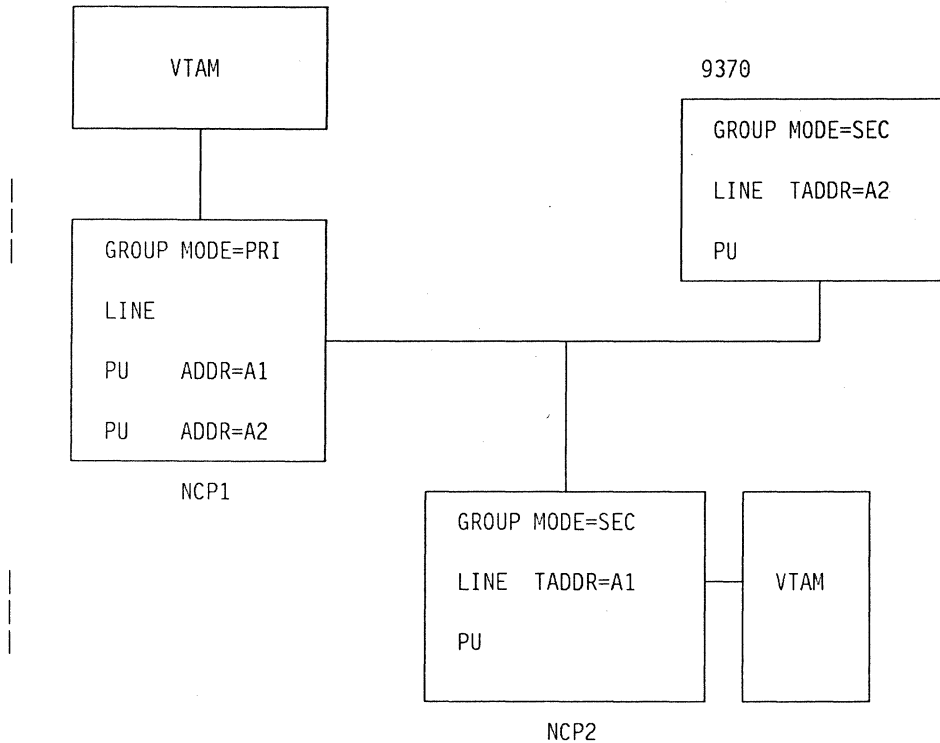 VTAM
9370
GROUP MODE=SEC
LINE TADDR=A2
PU
GROUP MODE=PRI
LINE
PU ADDR=A1
PU ADDR=A2
NCP1
GROUP MODE=SEC
LINE TADDR=A1
PU
VTAM
NCP2